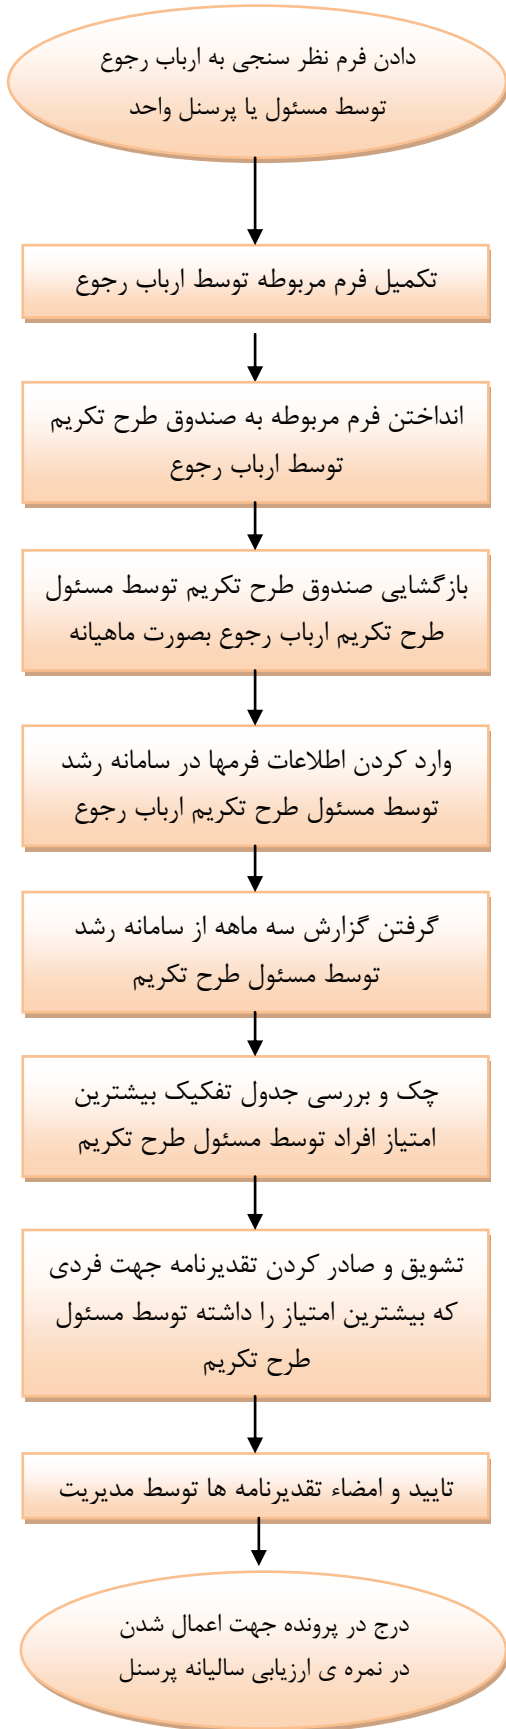 دادن فرم نظر سنجی به ارباب رجوع
توسط مسئول یا پرسنل واحد
تکمیل فرم مربوطه توسط ارباب رجوع
انداختن فرم مربوطه به صندوق طرح تکریم
توسط ارباب رجوع
بازگشایی صندوق طرح تکریم توسط مسئول
طرح تکریم ارباب رجوع بصورت ماهیانه
وارد کردن اطلاعات فرمها در سامانه رشد
توسط مسئول طرح تکریم ارباب رجوع
گرفتن گزارش سه ماهه از سامانه رشد
توسط مسئول طرح تکریم
چک و بررسی جدول تفکیک بیشترین
امتیاز افراد توسط مسئول طرح تکریم
تشویق و صادر کردن تقدیرنامه جهت فردی
که بیشترین امتیاز را داشته توسط مسئول
طرح تکریم
تایید و امضاء تقدیرنامه ها توسط مدیریت
درج در پرونده جهت اعمال شدن
در نمره ی ارزیابی سالیانه پرسنل